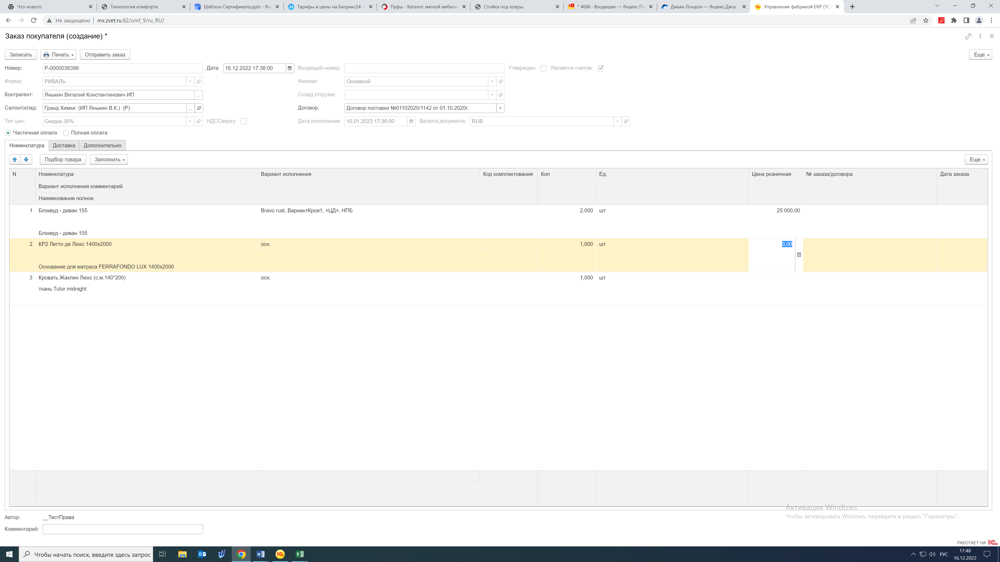 Что нового
Технология комфорта
Шаблон Сертификата.pptx - Янд
Тарифы и цены на Битрикс24 –
Пуфы - Каталог мягкой мебели
Стойка под ковры
* 4686 · Входящие — Яндекс По
Диван Лондон — Яндекс.Диск
Управление фабрикой ERP (1С:
Не защищено | mx.zvet.ru:82/umf_9/ru_RU/
Заказ покупателя (создание) *
Записать Печать Отправить заказ Еще
Номер: Р-0000036399 Дата: 16.12.2022 17:38:00 Входящий номер: Утвержден: Является счетом:
Фирма: РИВАЛЬ Филиал: Основной
Контрагент: Яныкин Виталий Константинович ИП ... Склад отгрузки:
Салон/склад: Гранд Химки (ИП Яныкин В.К.) (Р) ... Договор: Договор поставки №01102020/1142 от 01.10.2020г.
Тип цен: Скидка 30% НДССверху: Дата исполнения: 10.01.2023 17:38:00 Валюта документа: RUB
Частичная оплата Полная оплата
Номенклатура Доставка Дополнительно
Подбор товара Заполнить Еще
N Номенклатура Вариант исполнения Код комплектования Кол Ед. Цена розничная № заказа/договора Дата заказа
Вариант исполнения комментарий
Наименование полное
1 Блэквуд - диван 155 Bravo rust, ВариантКроя1, <ЦД>, НПБ 2,000 шт 25 000,00
Блэквуд - диван 155
2 КР2 Летто де Люкс 1400х2000 осн. 1,000 шт 0,00
Основание для матраса FERRAFONDO LUX 1400х2000
3 Кровать Жаклин Люкс (с.м.140*200) осн. 1,000 шт
ткань Tutor midnight
Активация Windows
Чтобы активировать Windows, перейдите в раздел "Параметры".
Автор: __ТестПрава
Комментарий:
РАБОТАЕТ НА 1С
Чтобы начать поиск, введите здесь запрос
РУС
17:48
16.12.2022